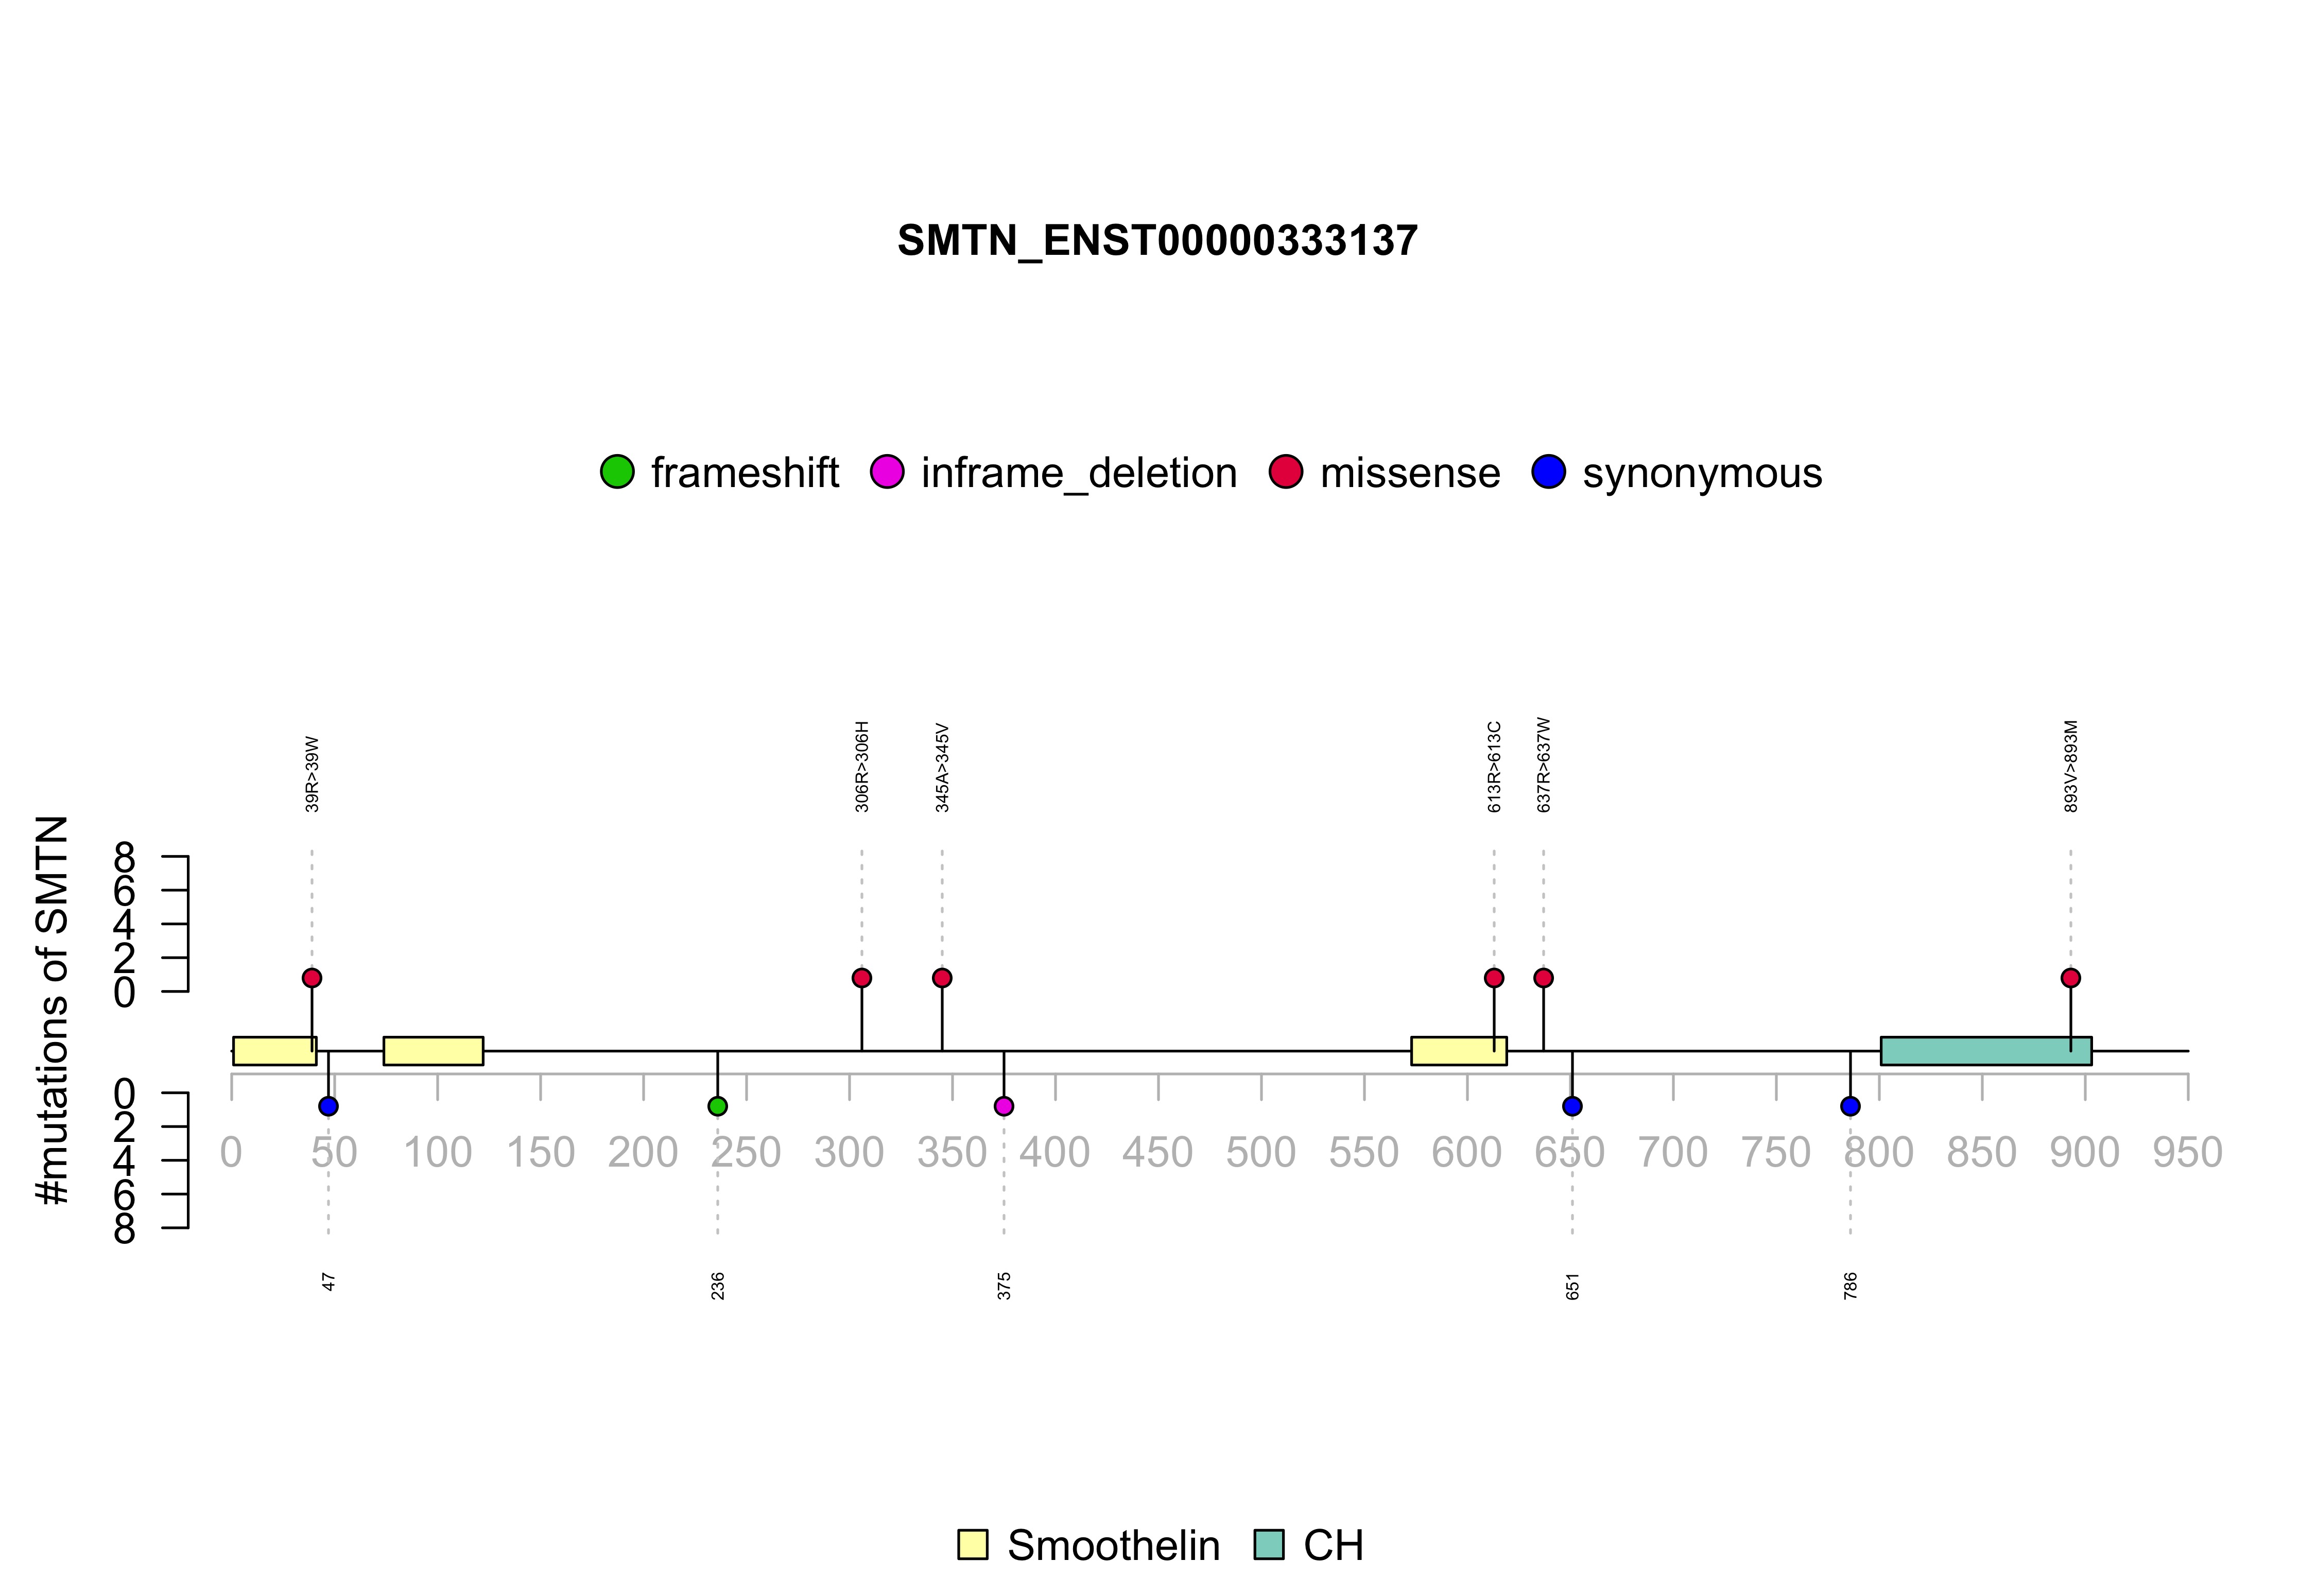 SMTN_ENST00000333137
frameshift inframe_deletion missense synonymous
39R>39W 306R>306H 345A>345V 613R>613C 637R>637W 893V>893M
#mutations of SMTN
8
6
4
2
0
0
2
4
6
8
0 50 100 150 200 250 300 350 400 450 500 550 600 650 700 750 800 850 900 950
47 236 375 651 786
Smoothelin CH